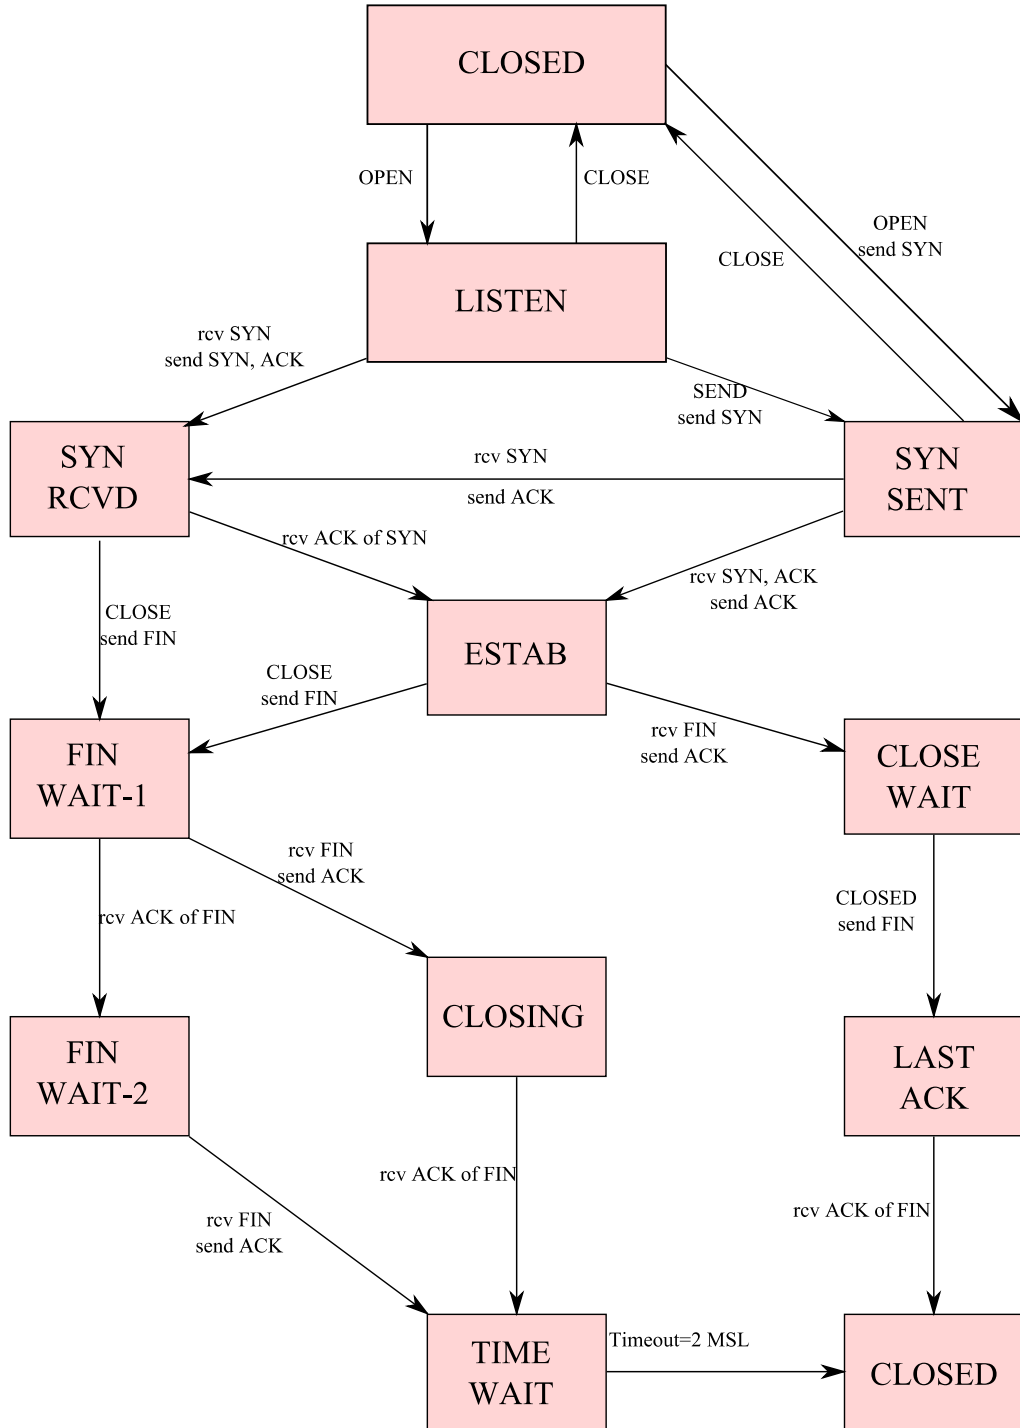 CLOSED
OPEN
CLOSE
OPEN
send SYN
CLOSE
LISTEN
rcv SYN
send SYN, ACK
SEND
send SYN
SYN
RCVD
rcv SYN
send ACK
SYN
SENT
rcv ACK of SYN
rcv SYN, ACK
send ACK
CLOSE
send FIN
ESTAB
CLOSE
send FIN
rcv FIN
send ACK
FIN
WAIT-1
CLOSE
WAIT
rcv FIN
send ACK
rcv ACK of FIN
CLOSED
send FIN
CLOSING
FIN
WAIT-2
LAST
ACK
rcv ACK of FIN
rcv ACK of FIN
rcv FIN
send ACK
Timeout=2 MSL
TIME
WAIT
CLOSED